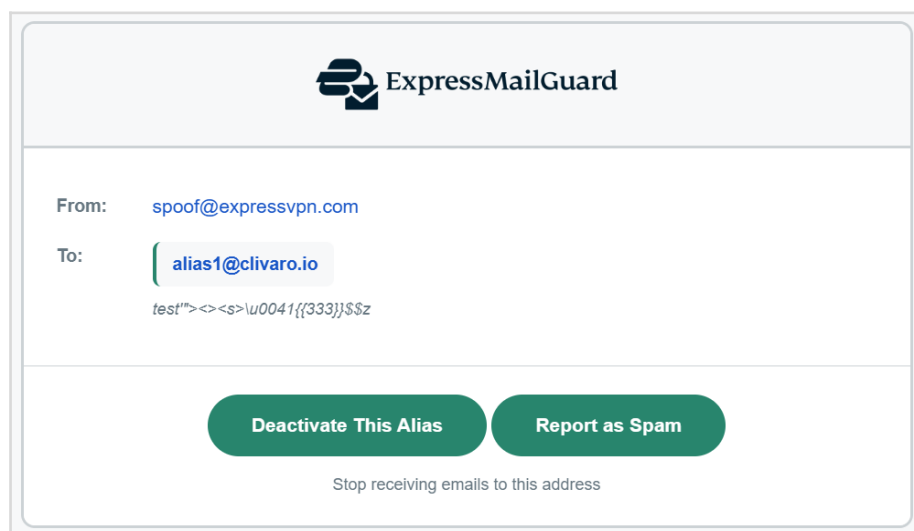 ExpressMailGuard
From: spoof@expressvpn.com
To: alias1@clivaro.io
test'"><><s>\u0041{{333}}$$z
Deactivate This Alias Report as Spam
Stop receiving emails to this address